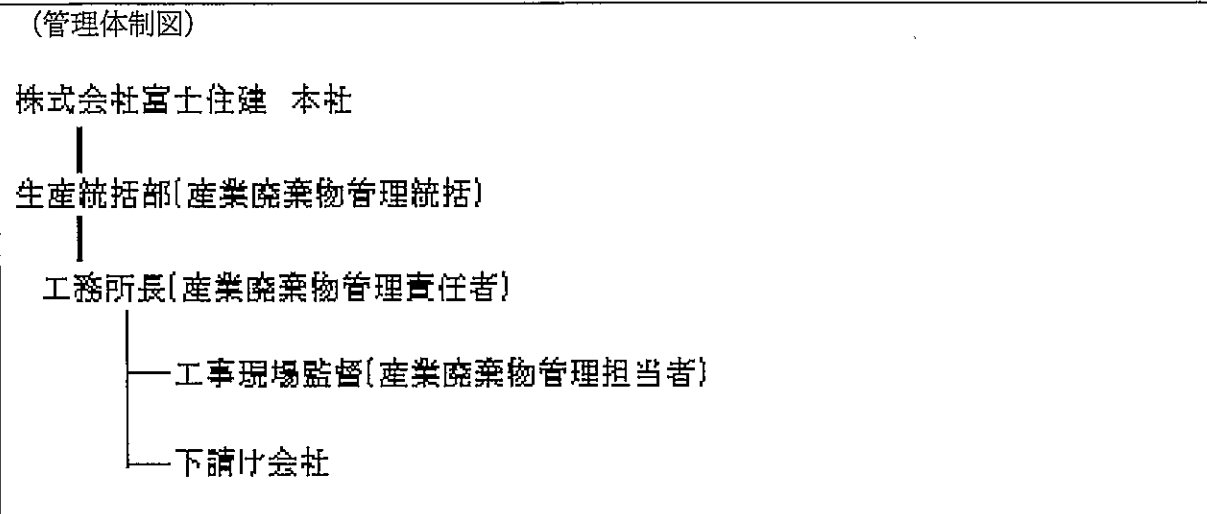 (管理体制図)
株式会社富士住建 本社
生産統括部(産業廃棄物管理統括)
工務所長(産業廃棄物管理責任者)
工事現場監督(産業廃棄物管理担当者)
下請け会社